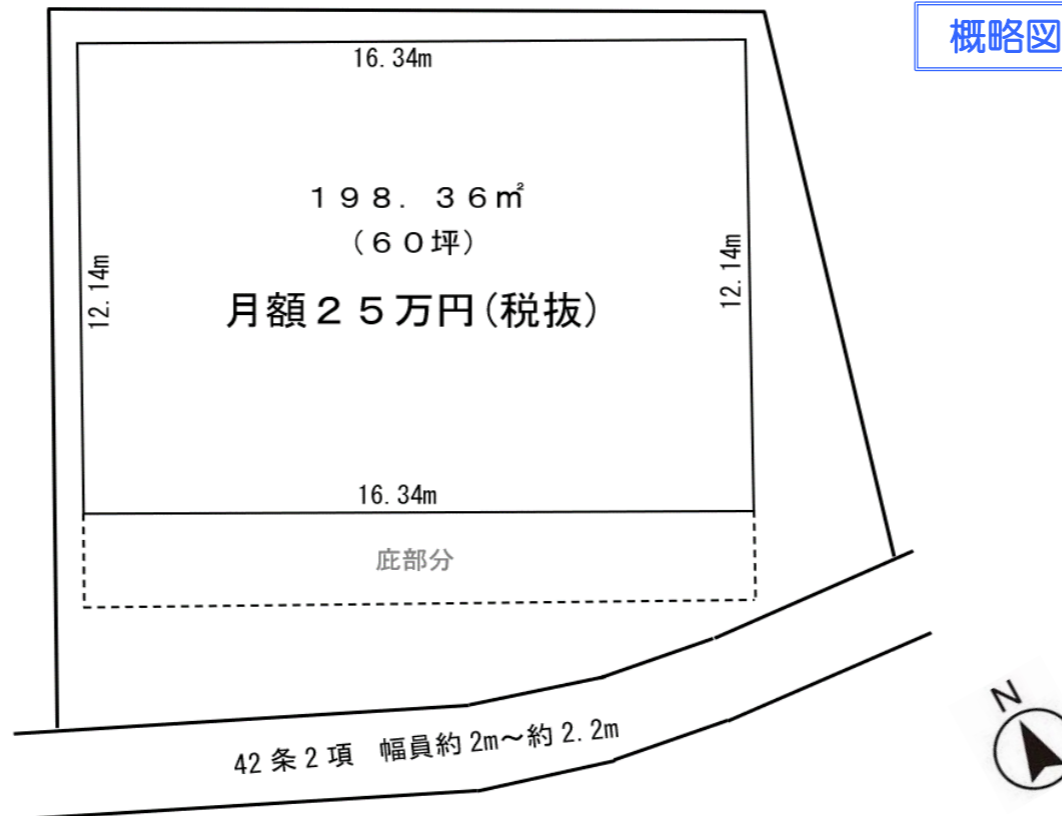 概略図
16.34m
１９８．３６㎡
（６０坪）
12.14m
12.14m
月額２５万円（税抜）
16.34m
庇部分
42条2項　幅員約2m～約2.2m
N